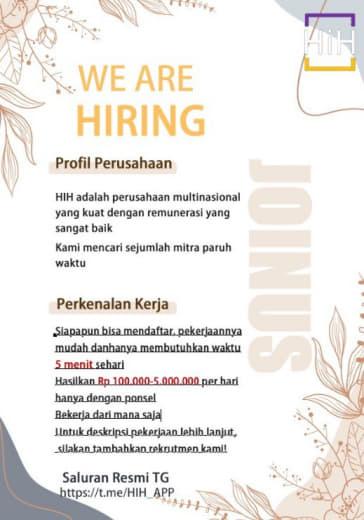 HiH
WE ARE
HIRING
Profil Perusahaan
HIH adalah perusahaan multinasional
yang kuat dengan remunerasi yang
sangat baik
Kami mencari sejumlah mitra paruh
waktu
JOINUS
Perkenalan Kerja
Siapapun bisa mendaftar, pekerjaannya
mudah danhanya membutuhkan waktu
5 menit sehari
Hasilkan Rp 100.000-5.000.000 per hari
hanya dengan ponsel
Bekerja dari mana saja
Untuk deskripsi pekerjaan lebih lanjut,
silakan tambahkan rekrutmen kami!
Saluran Resmi TG
https://t.me/HIH_APP